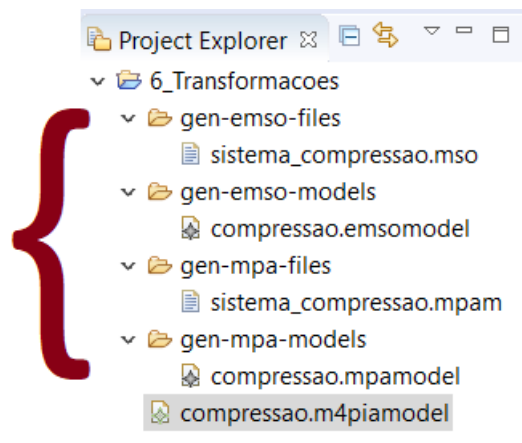 Project Explorer
6_Transformacoes
gen-emso-files
sistema_compressao.mso
gen-emso-models
compressao.emsomodel
gen-mpa-files
sistema_compressao.mpam
gen-mpa-models
compressao.mpamodel
compressao.m4piamodel